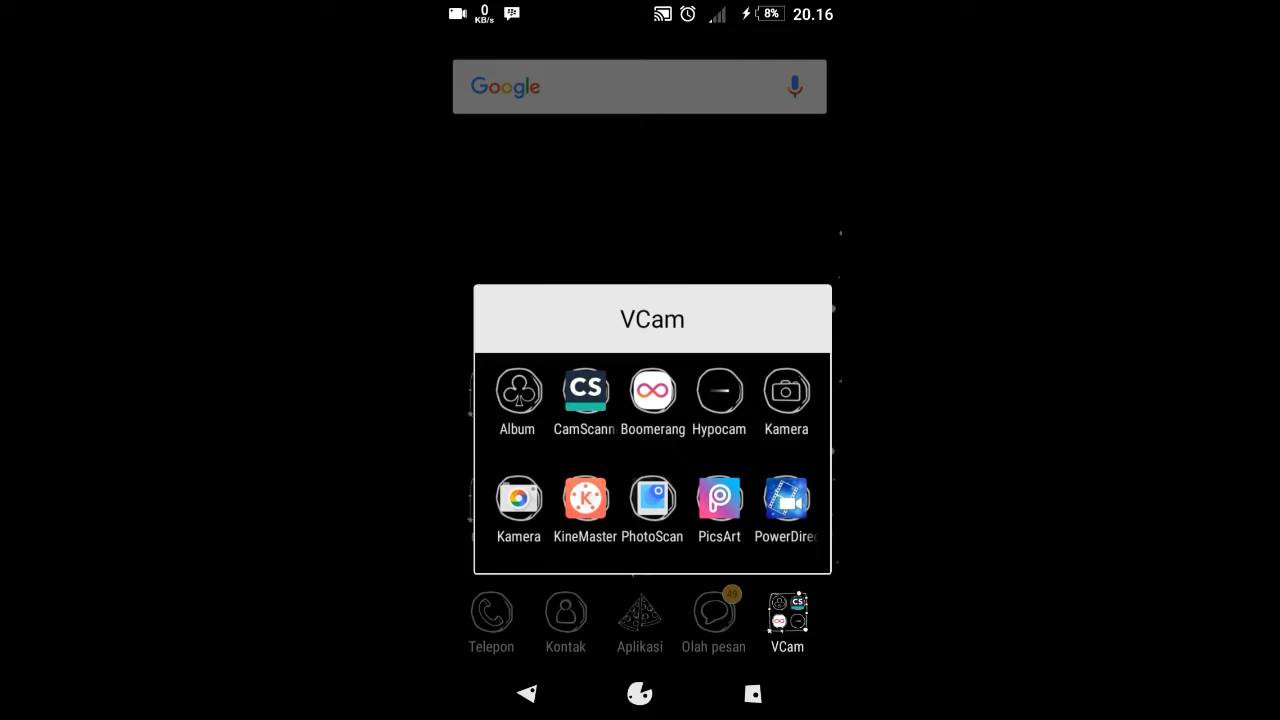 0
KB/s
8%
20.16
Google
VCam
Album
CamScann
Boomerang
Hypocam
Kamera
CS
Kamera
KineMaster
PhotoScan
PicsArt
PowerDirec
49
Telepon
Kontak
Aplikasi
Olah pesan
VCam